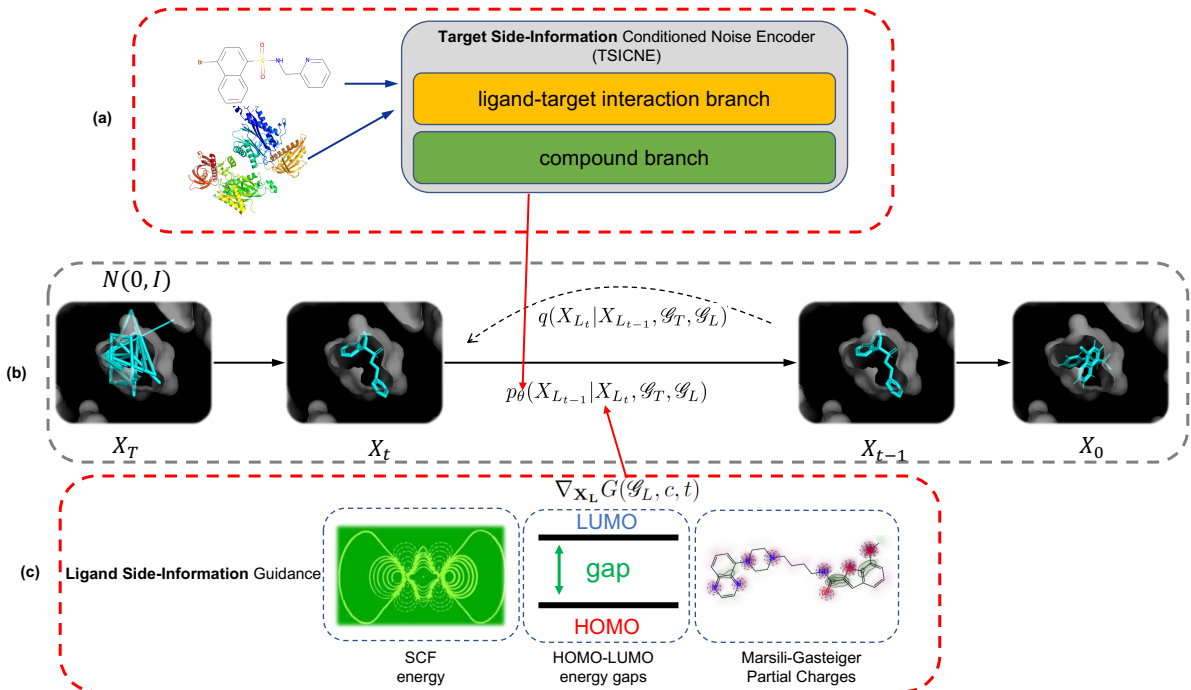 Target Side-Information Conditioned Noise Encoder
(TSICNE)
Br
S
O
O
NH
N
ligand-target interaction branch
compound branch
(a)
N(0, I)
q(X_{L_t}|X_{L_{t-1}}, 𝒢_T, 𝒢_L)
p_θ(X_{L_{t-1}}|X_{L_t}, 𝒢_T, 𝒢_L)
(b)
X_T
X_t
X_{t−1}
X_0
∇_{X_L} G(𝒢_L, c, t)
LUMO
gap
HOMO
(c)
Ligand Side-Information Guidance
SCF
energy
HOMO-LUMO
energy gaps
Marsili-Gasteiger
Partial Charges